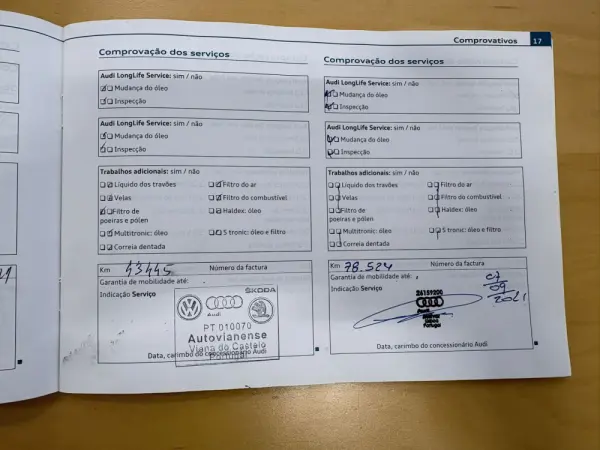 Comprovativos 17
Comprovação dos serviços
Audi LongLife Service: sim / não
Mudança do óleo
Inspecção
Audi LongLife Service: sim / não
Mudança do óleo
Inspecção
Trabalhos adicionais: sim / não
Líquido dos travões
Filtro do ar
Velas
Filtro do combustível
Filtro de
poeiras e pólen
Haldex: óleo
Multitronic: óleo
S tronic: óleo e filtro
Correia dentada
Km 43445
Número da factura
Garantia de mobilidade até:
Indicação Serviço
ŠKODA
Audi
PT 010070
Autovianense
Viana do Castelo
Portugal
Data, carimbo do concessionário Audi
Comprovação dos serviços
Audi LongLife Service: sim / não
Mudança do óleo
Inspecção
Audi LongLife Service: sim / não
Mudança do óleo
Impecção
Trabalhos adicionais: sim / não
Líquido dos travões
Filtro do ar
Velas
Filtro do combustível
Filtro de
poeiras e pólen
Haldex: óleo
Multitronic: óleo
S tronic: óleo e filtro
Correia dentada
Km 78.524
Número da factura
Garantia de mobilidade até:
Indicação Serviço
26159200
Audi
Portugal
09
2021
Data, carimbo do concessionário Audi